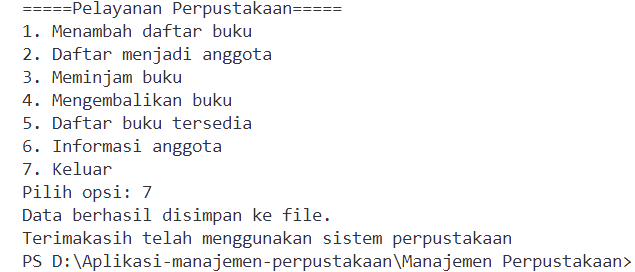 =====Pelayanan Perpustakaan=====
1. Menambah daftar buku
2. Daftar menjadi anggota
3. Meminjam buku
4. Mengembalikan buku
5. Daftar buku tersedia
6. Informasi anggota
7. Keluar
Pilih opsi: 7
Data berhasil disimpan ke file.
Terimakasih telah menggunakan sistem perpustakaan
PS D:\Aplikasi-manajemen-perpustakaan\Manajemen Perpustakaan>